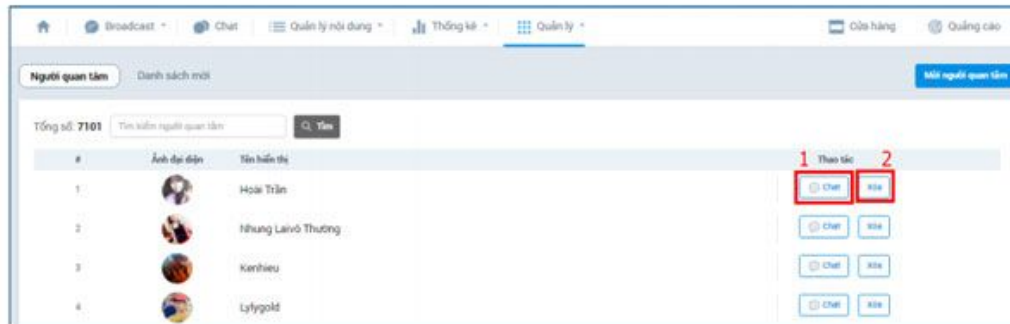 Broadcast Chat Quản lý nội dung Thống kê Quản lý Cửa hàng Quảng cáo
Người quan tâm Danh sách mời Mời người quan tâm
Tổng số: 7101 Tìm kiếm người quan tâm Tìm
# Ảnh đại diện Tên hiển thị 1 Thao tác 2
1 Hoài Trần Chat Xóa
2 Nhung Laivô Thường Chat Xóa
3 Kenhieu Chat Xóa
4 Lylygold Chat Xóa